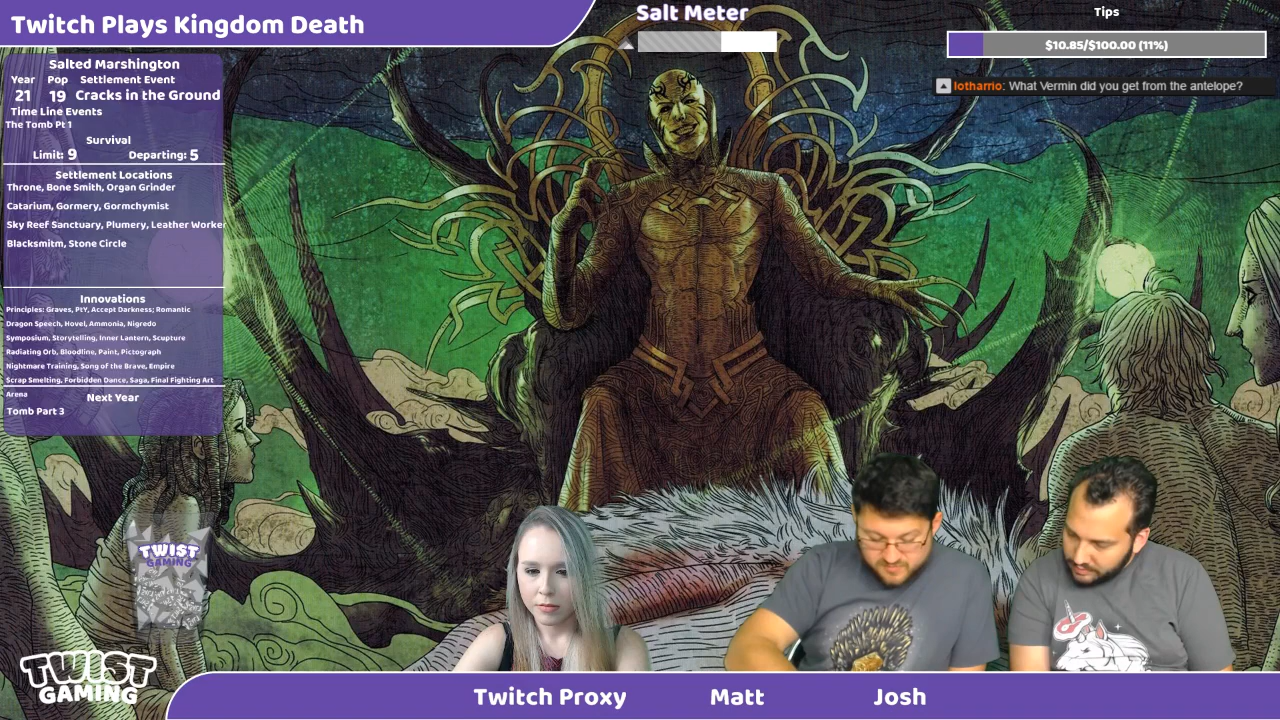 Twitch Plays Kingdom Death
Salt Meter
Tips
$10.85/$100.00 (11%)
lotharrio: What Vermin did you get from the antelope?
Salted Marshington
Year Pop Settlement Event
21 19 Cracks in the Ground
Time Line Events
The Tomb Pt 1
Survival
Limit: 9 Departing: 5
Settlement Locations
Throne, Bone Smith, Organ Grinder
Catarium, Gormery, Gormchymist
Sky Reef Sanctuary, Plumery, Leather Worker
Blacksmitm, Stone Circle
Innovations
Principles: Graves, PtY, Accept Darkness; Romantic
Dragon Speech, Hovel, Ammonia, Nigredo
Symposium, Storytelling, Inner Lantern, Scupture
Radiating Orb, Bloodline, Paint, Pictograph
Nightmare Training, Song of the Brave, Empire
Scrap Smelting, Forbidden Dance, Saga, Final Fighting Art
Arena
Next Year
Tomb Part 3
TWIST
GAMING
TWIST
GAMING
Twitch Proxy Matt Josh